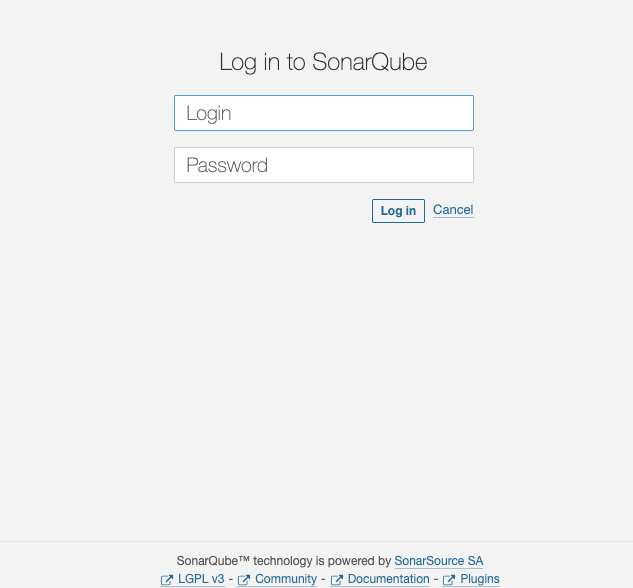 Log in to SonarQube
Login
Password
Log in Cancel
SonarQube™ technology is powered by SonarSource SA
LGPL v3 - Community - Documentation - Plugins